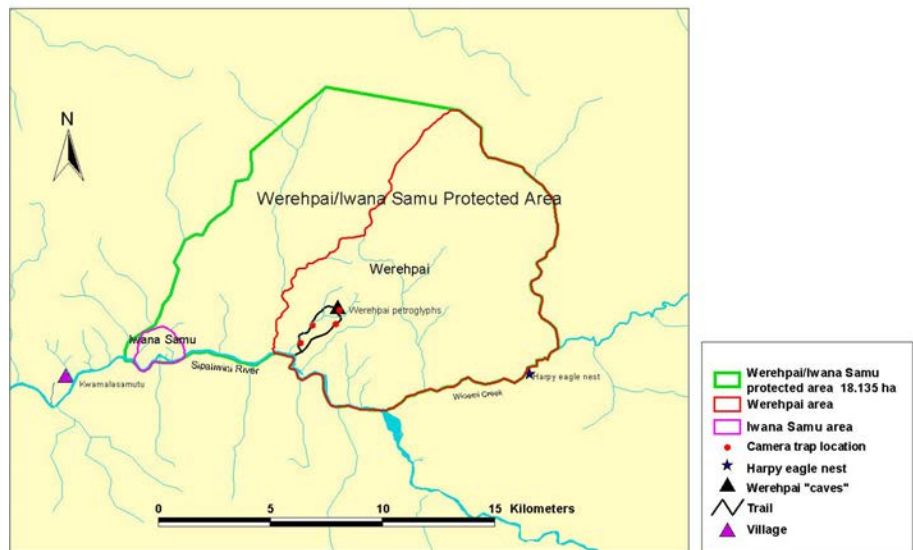 N
Werehpai/Iwana Samu Protected Area
Werehpai
Werehpai petroglyphs
Iwana Samu
Sipaliwini River
Kwamalasamutu
Harpy eagle nest
Wioemi Creek
0 5 10 15 Kilometers
Werehpai/Iwana Samu
protected area 18.135 ha
Werehpai area
Iwana Samu area
Camera trap location
Harpy eagle nest
Werehpai "caves"
Trail
Village